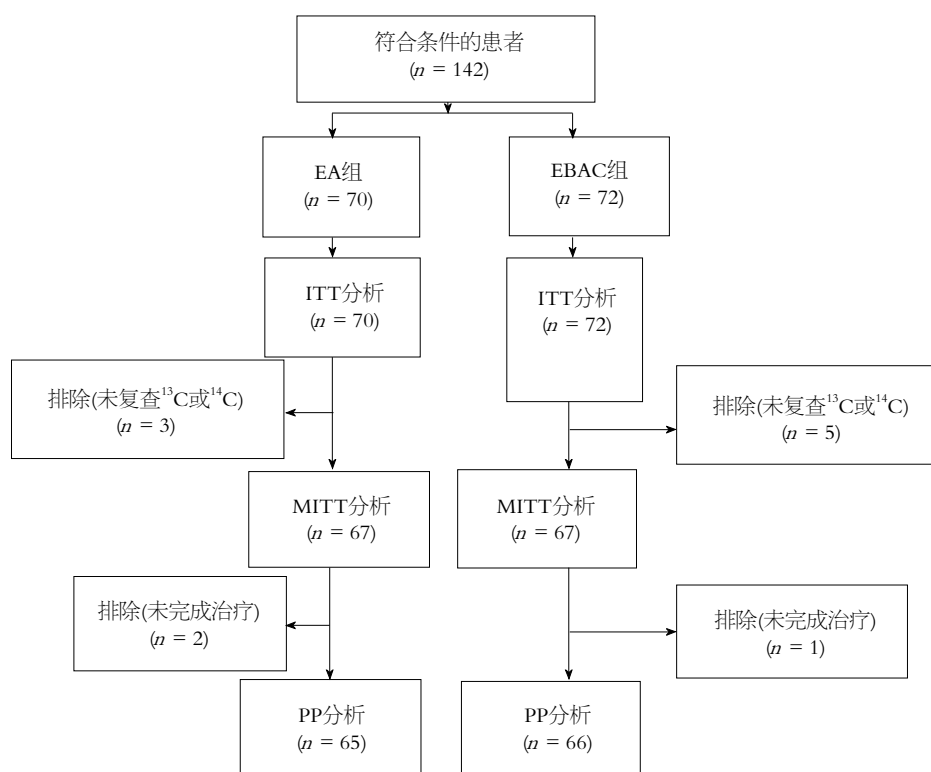 符合条件的患者
(n = 142)
EA组
(n = 70)
EBAC组
(n = 72)
ITT分析
(n = 70)
ITT分析
(n = 72)
排除(未复查¹³C或¹⁴C)
(n = 3)
排除(未复查¹³C或¹⁴C)
(n = 5)
MITT分析
(n = 67)
MITT分析
(n = 67)
排除(未完成治疗)
(n = 2)
排除(未完成治疗)
(n = 1)
PP分析
(n = 65)
PP分析
(n = 66)